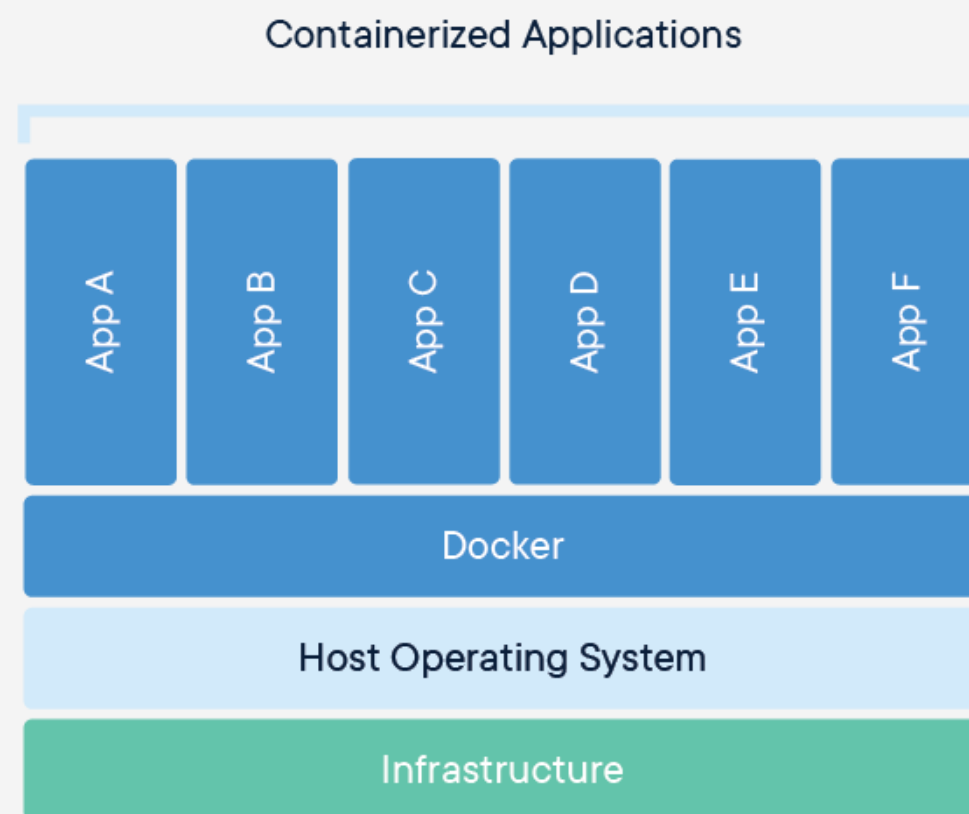 Containerized Applications
App A
App B
App C
App D
App E
App F
Docker
Host Operating System
Infrastructure